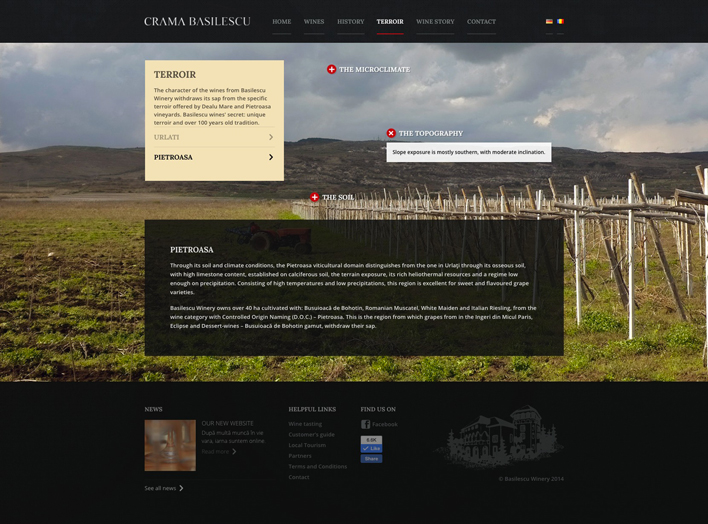 CRAMA BASILESCU
HOME WINES HISTORY TERROIR WINE STORY CONTACT
TERROIR
The character of the wines from Basilescu
Winery withdraws its sap from the specific
terroir offered by Dealu Mare and Pietroasa
vineyards. Basilescu wines' secret: unique
terroir and over 100 years old tradition.
URLATI
PIETROASA
THE MICROCLIMATE
THE TOPOGRAPHY
Slope exposure is mostly southern, with moderate inclination.
THE SOIL
PIETROASA
Through its soil and climate conditions, the Pietroasa viticultural domain distinguishes from the one in Urlați through its osseous soil,
with high limestone content, established on calciferous soil, the terrain exposure, its rich heliothermal resources and a regime low
enough on precipitation. Consisting of high temperatures and low precipitations, this region is excellent for sweet and flavoured grape
varieties.
Basilescu Winery owns over 40 ha cultivated with: Busuioacă de Bohotin, Romanian Muscatel, White Maiden and Italian Riesling, from the
wine category with Controlled Origin Naming (D.O.C.) – Pietroasa. This is the region from which grapes from in the Ingeri din Micul Paris,
Eclipse and Dessert-wines – Busuioacă de Bohotin gamut, withdraw their sap.
NEWS
OUR NEW WEBSITE
După multă muncă în vie
vara, iarna suntem online.
Read more
See all news
HELPFUL LINKS
Wine tasting
Customer's guide
Local Tourism
Partners
Terms and Conditions
Contact
FIND US ON
Facebook
6.6K
Like
Share
© Basilescu Winery 2014